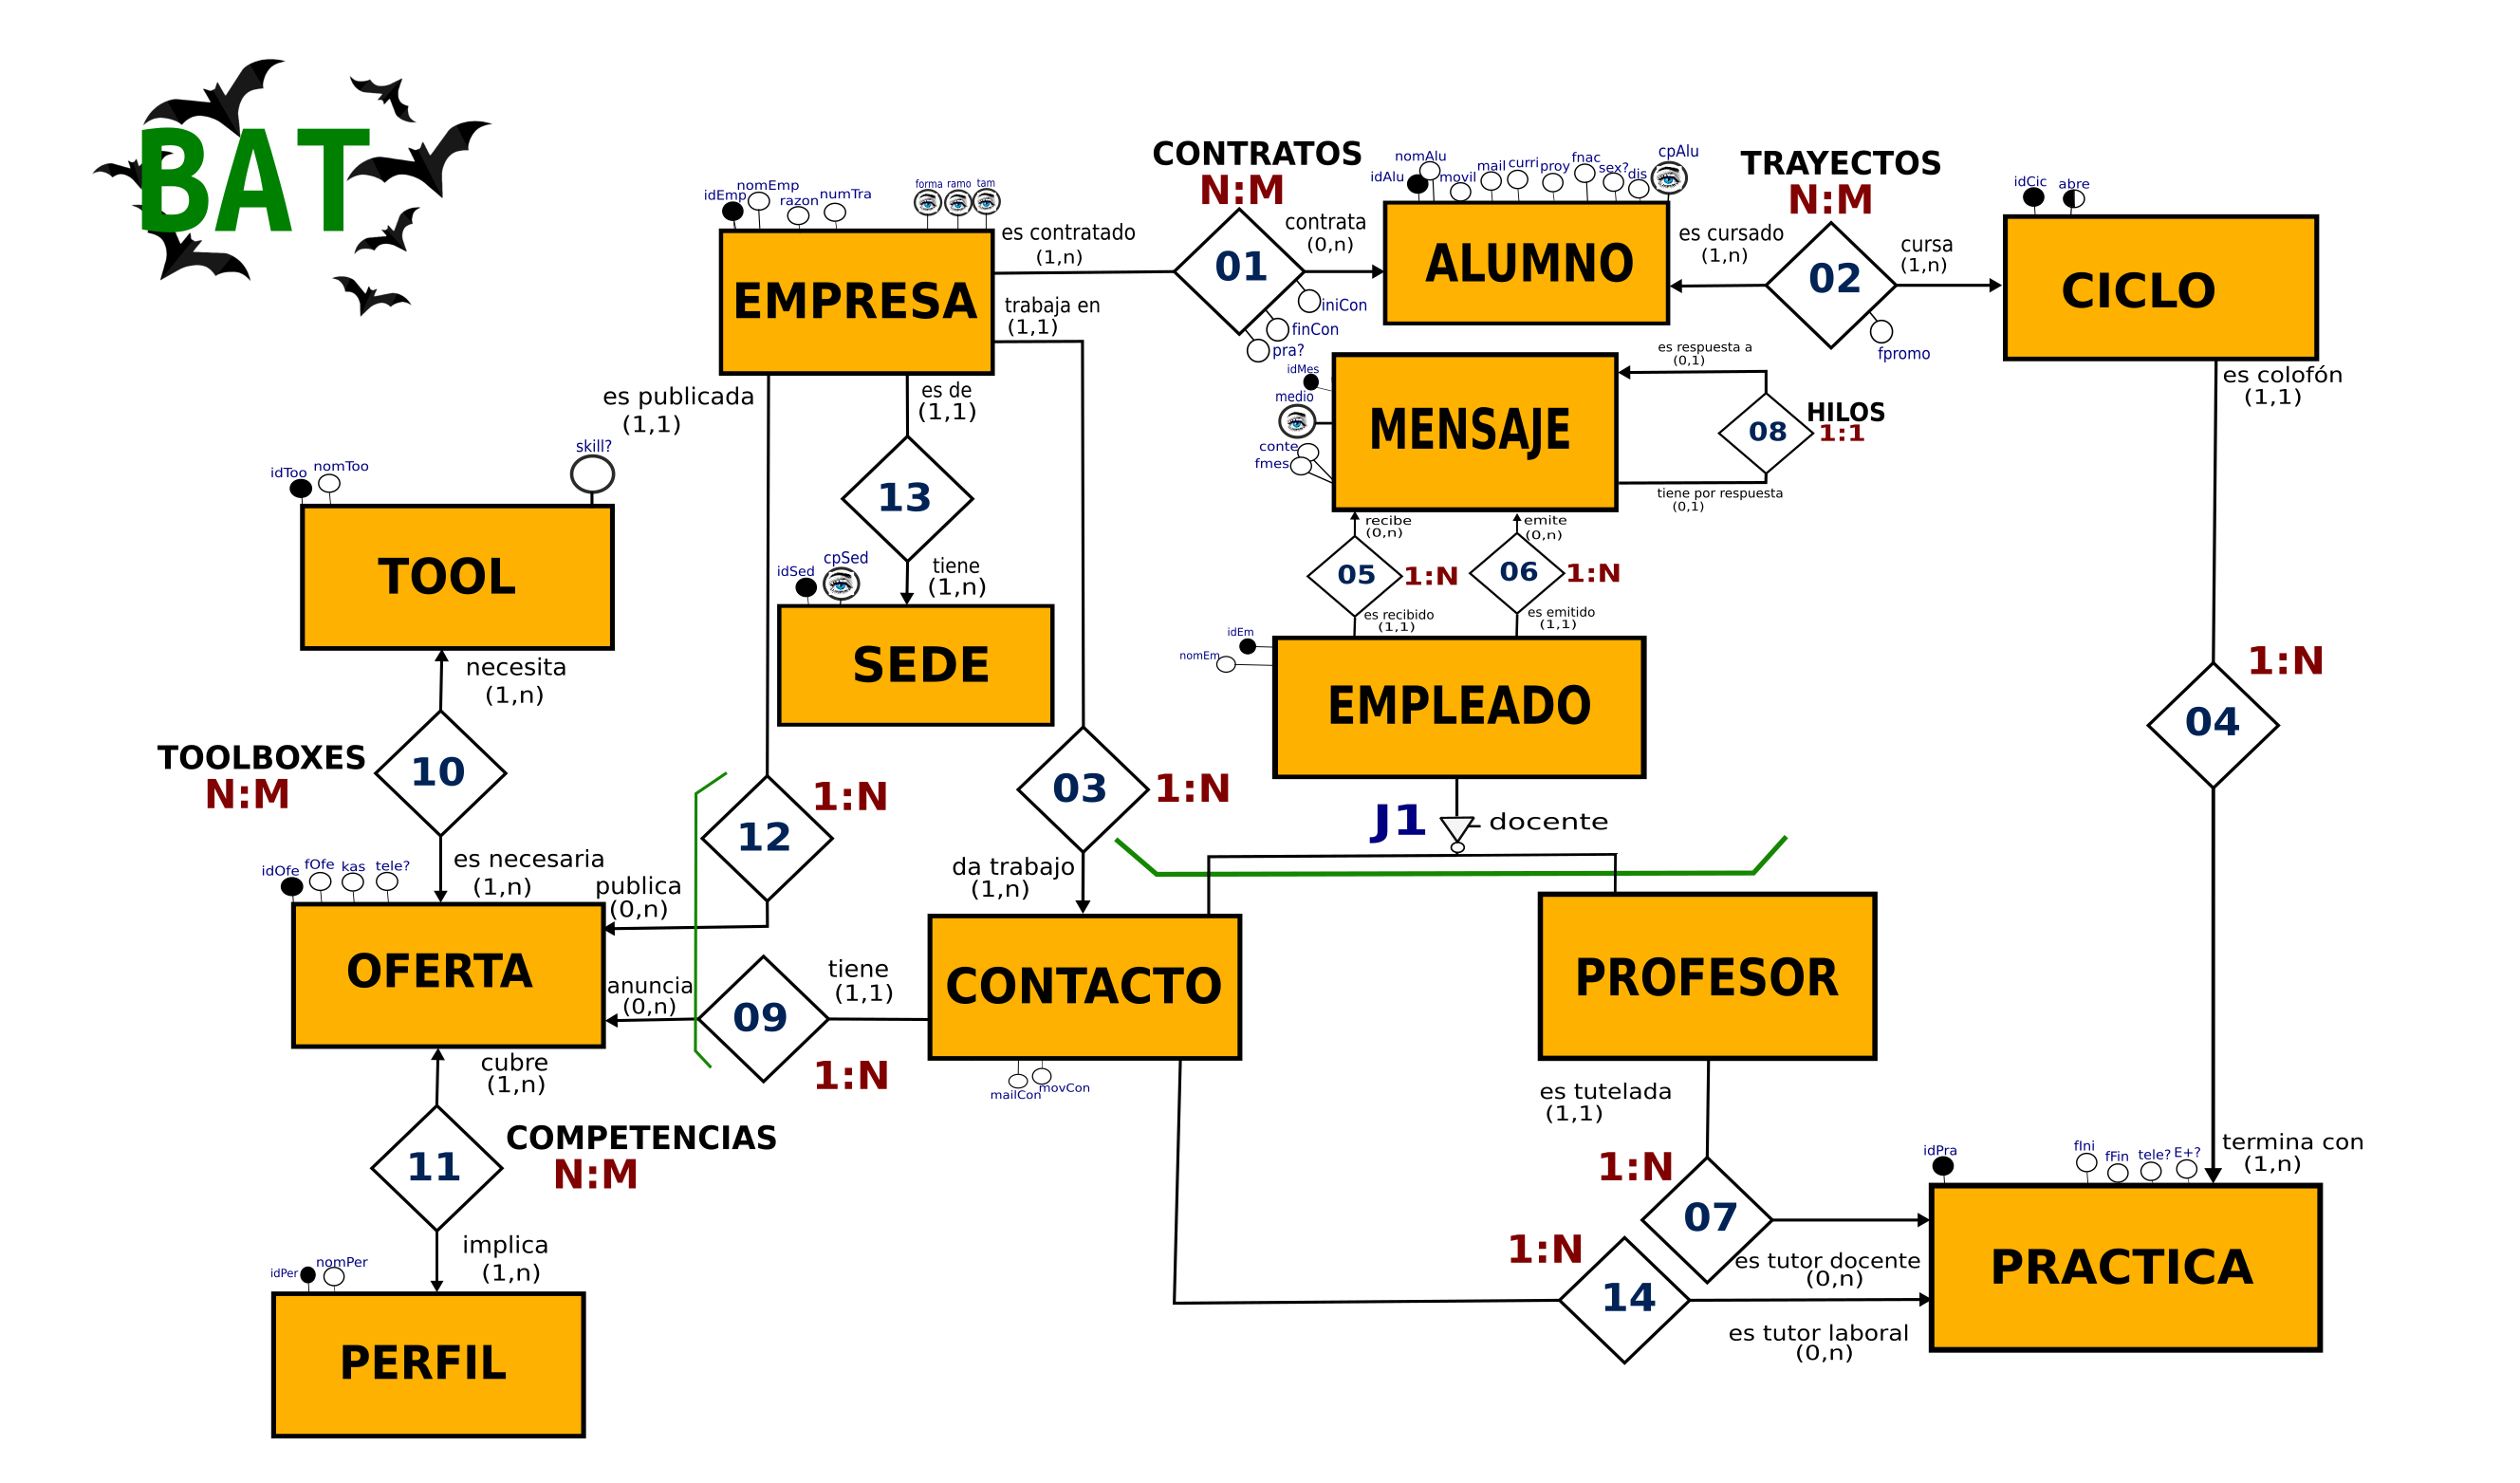 BAT
CONTRATOS
N:M
TRAYECTOS
N:M
idEmp
nomEmp
razon
numTra
forma
ramo
tam
EMPRESA
es contratado
(1,n)
01
contrata
(0,n)
iniCon
finCon
pra?
idAlu
nomAlu
movil
mail
curri
proy
fnac
sex?
dis
cpAlu
ALUMNO
es cursado
(1,n)
02
cursa
(1,n)
fpromo
idCic
abre
CICLO
trabaja en
(1,1)
es publicada
(1,1)
es de
(1,1)
13
tiene
(1,n)
idSed
cpSed
SEDE
idMes
medio
conte
fmes
MENSAJE
es respuesta a
(0,1)
08
HILOS
1:1
tiene por respuesta
(0,1)
es colofón
(1,1)
recibe
(0,n)
05
1:N
es recibido
(1,1)
emite
(0,n)
06
1:N
es emitido
(1,1)
idEm
nomEm
EMPLEADO
J1
docente
idToo
nomToo
skill?
TOOL
necesita
(1,n)
TOOLBOXES
N:M
10
es necesaria
(1,n)
12
1:N
03
1:N
04
1:N
publica
(0,n)
da trabajo
(1,n)
idOfe
fOfe
kas
tele?
OFERTA
anuncia
(0,n)
09
1:N
tiene
(1,1)
CONTACTO
mailCon
movCon
PROFESOR
es tutelada
(1,1)
1:N
07
es tutor docente
(0,n)
1:N
14
es tutor laboral
(0,n)
cubre
(1,n)
11
COMPETENCIAS
N:M
implica
(1,n)
idPer
nomPer
PERFIL
termina con
(1,n)
idPra
fIni
fFin
tele?
E+?
PRACTICA